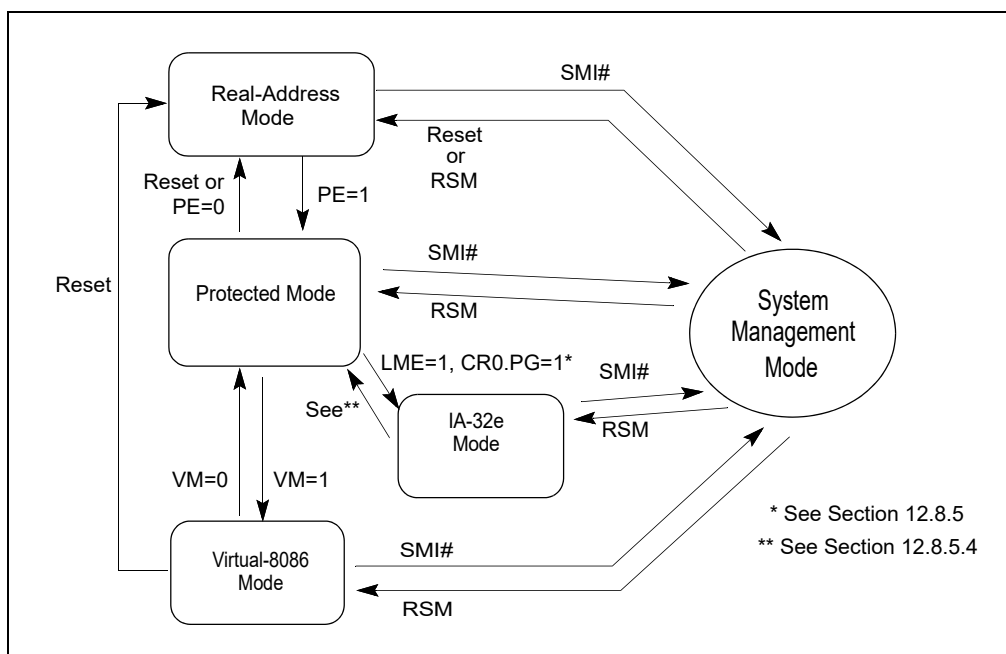 SMI#
Real-Address
Mode
Reset
or
RSM
Reset or
PE=0
PE=1
SMI#
Reset
Protected Mode
RSM
System
Management
Mode
LME=1, CR0.PG=1*
SMI#
See**
IA-32e
Mode
RSM
VM=0
VM=1
* See Section 12.8.5
** See Section 12.8.5.4
Virtual-8086
Mode
SMI#
RSM